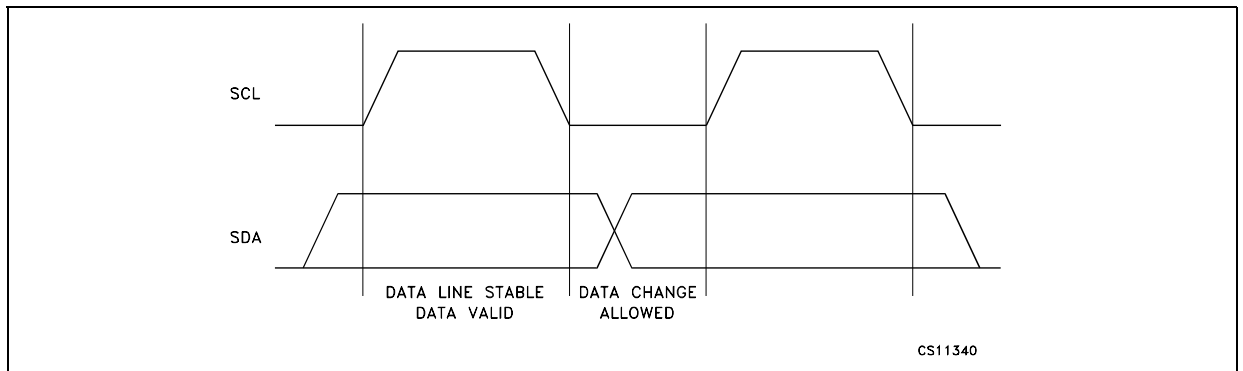 SCL
SDA
DATA LINE STABLE
DATA VALID
DATA CHANGE
ALLOWED
CS11340